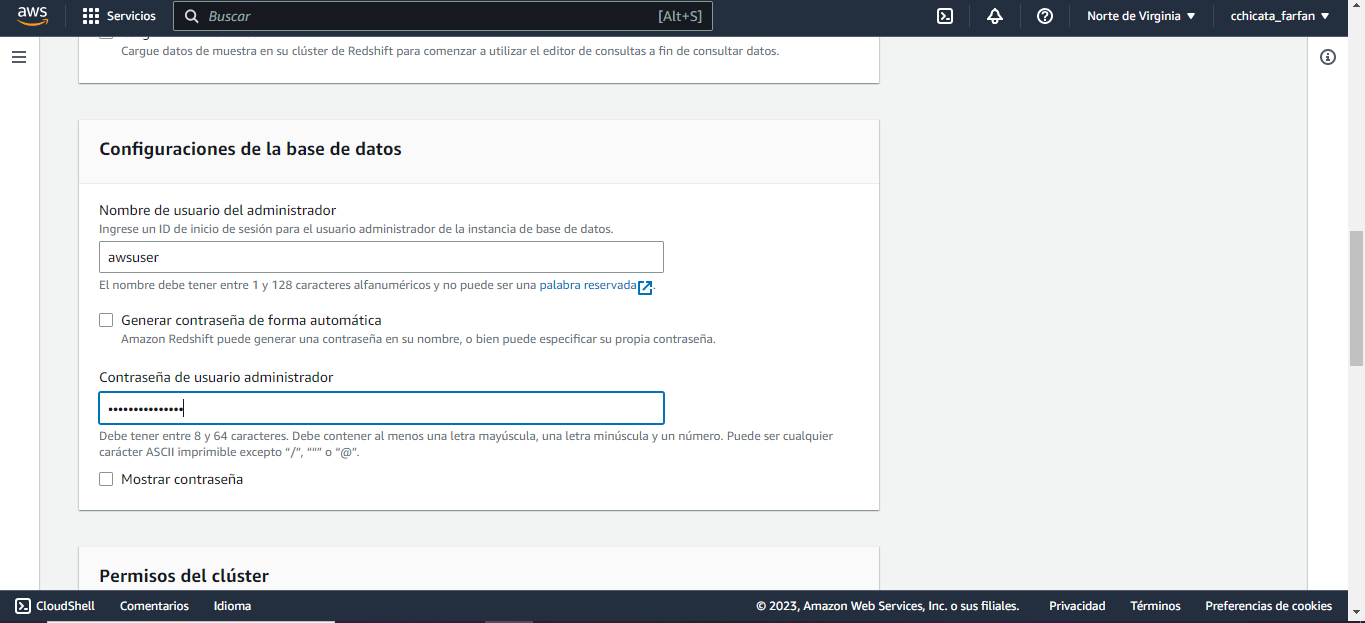 aws
Servicios
Buscar
[Alt+S]
Norte de Virginia
cchicata_farfan
Cargue datos de muestra en su clúster de Redshift para comenzar a utilizar el editor de consultas a fin de consultar datos.
Configuraciones de la base de datos
Nombre de usuario del administrador
Ingrese un ID de inicio de sesión para el usuario administrador de la instancia de base de datos.
awsuser
El nombre debe tener entre 1 y 128 caracteres alfanuméricos y no puede ser una palabra reservada.
Generar contraseña de forma automática
Amazon Redshift puede generar una contraseña en su nombre, o bien puede especificar su propia contraseña.
Contraseña de usuario administrador
•••••••••••••••
Debe tener entre 8 y 64 caracteres. Debe contener al menos una letra mayúscula, una letra minúscula y un número. Puede ser cualquier
carácter ASCII imprimible excepto “/”, “"” o “@”.
Mostrar contraseña
Permisos del clúster
CloudShell
Comentarios
Idioma
© 2023, Amazon Web Services, Inc. o sus filiales.
Privacidad
Términos
Preferencias de cookies